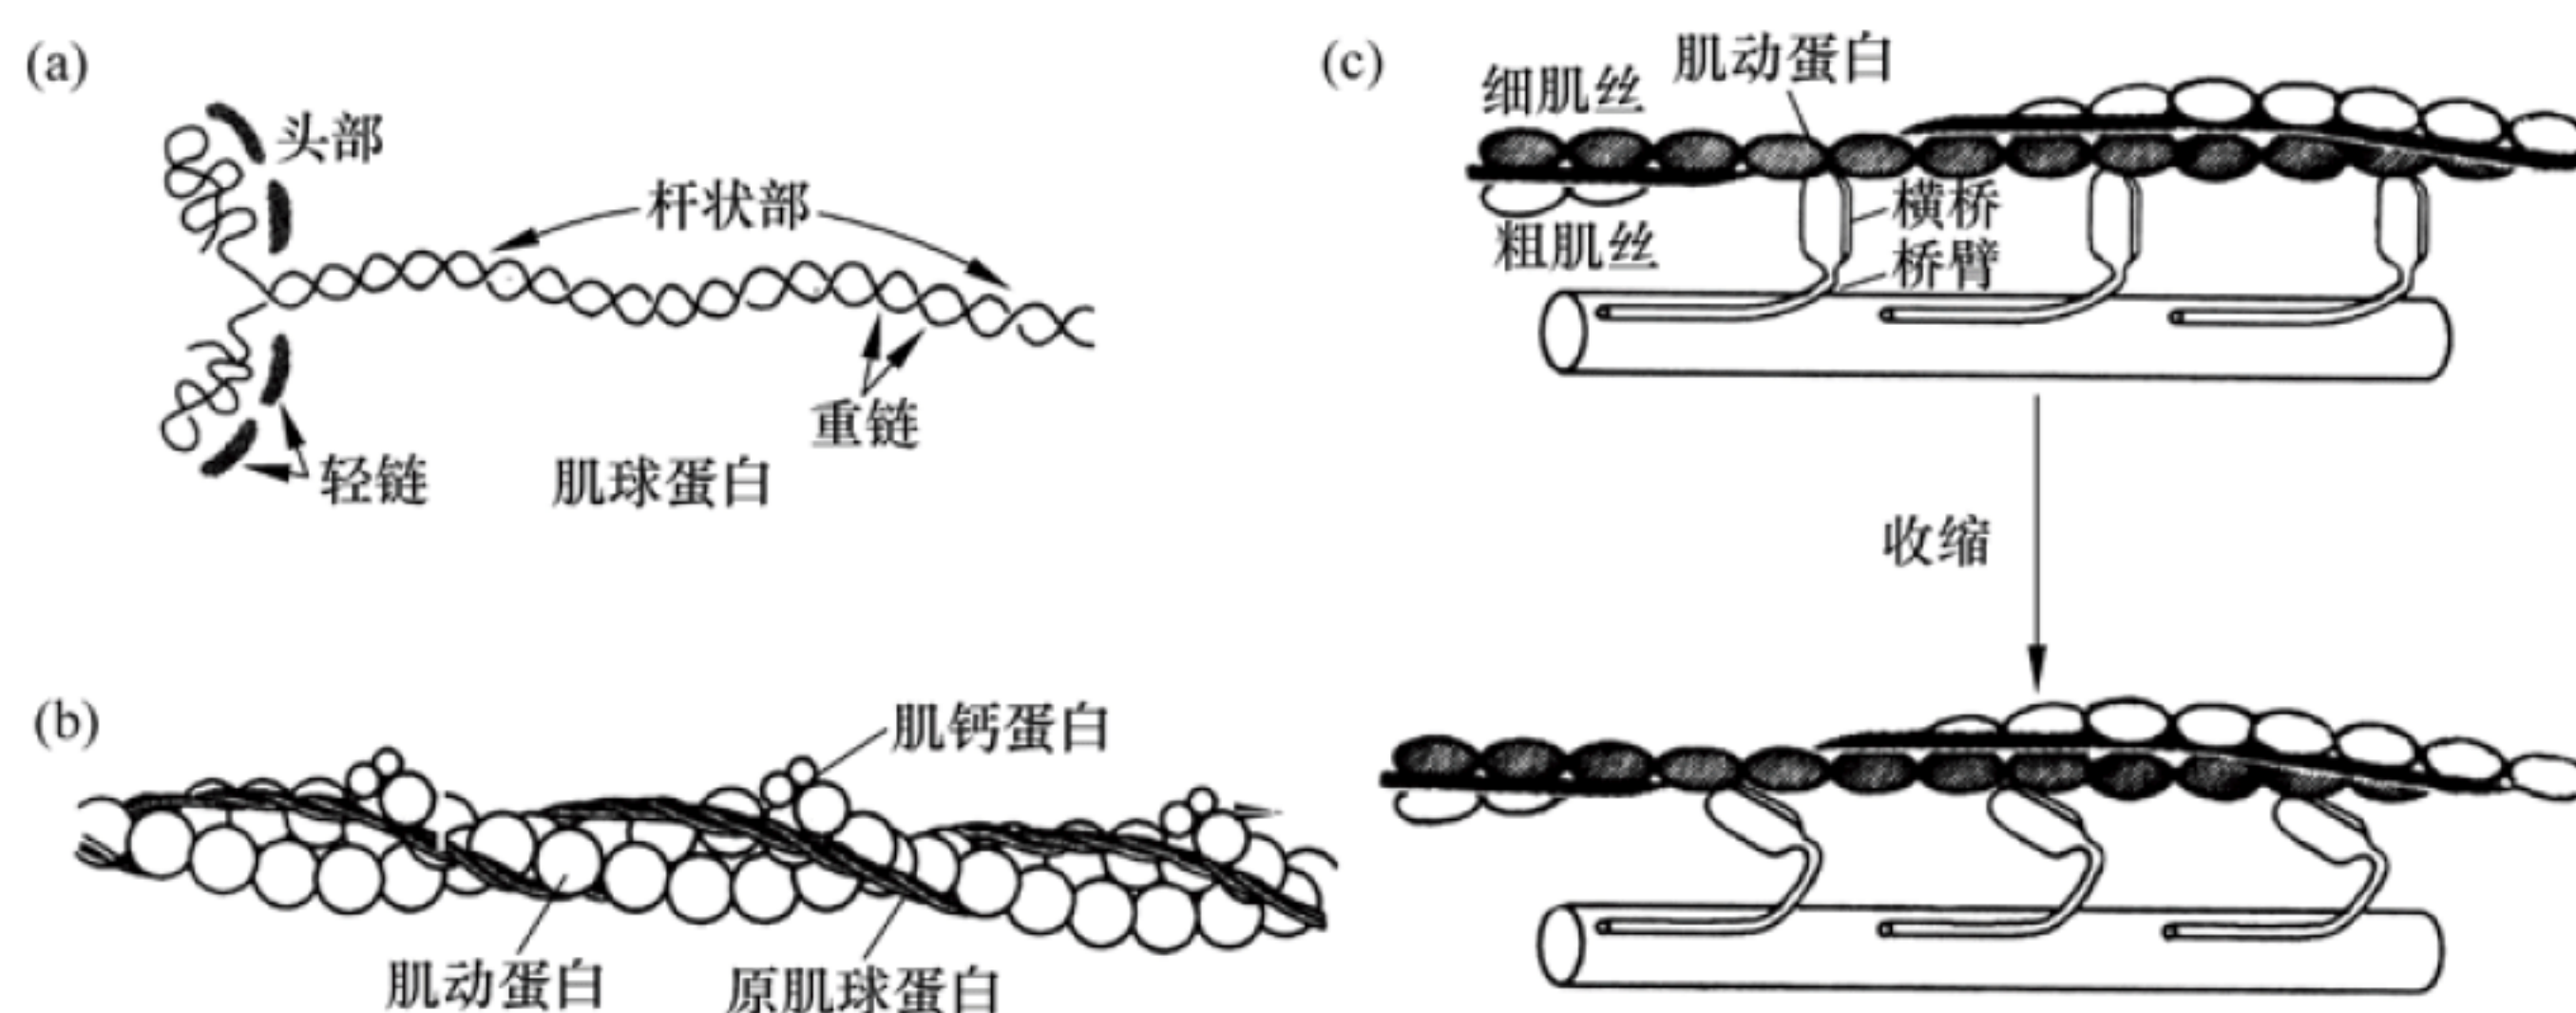 (a)
头部
杆状部
重链
轻链
肌球蛋白
(b)
肌钙蛋白
肌动蛋白
原肌球蛋白
(c)
细肌丝
肌动蛋白
横桥
粗肌丝
桥臂
收缩